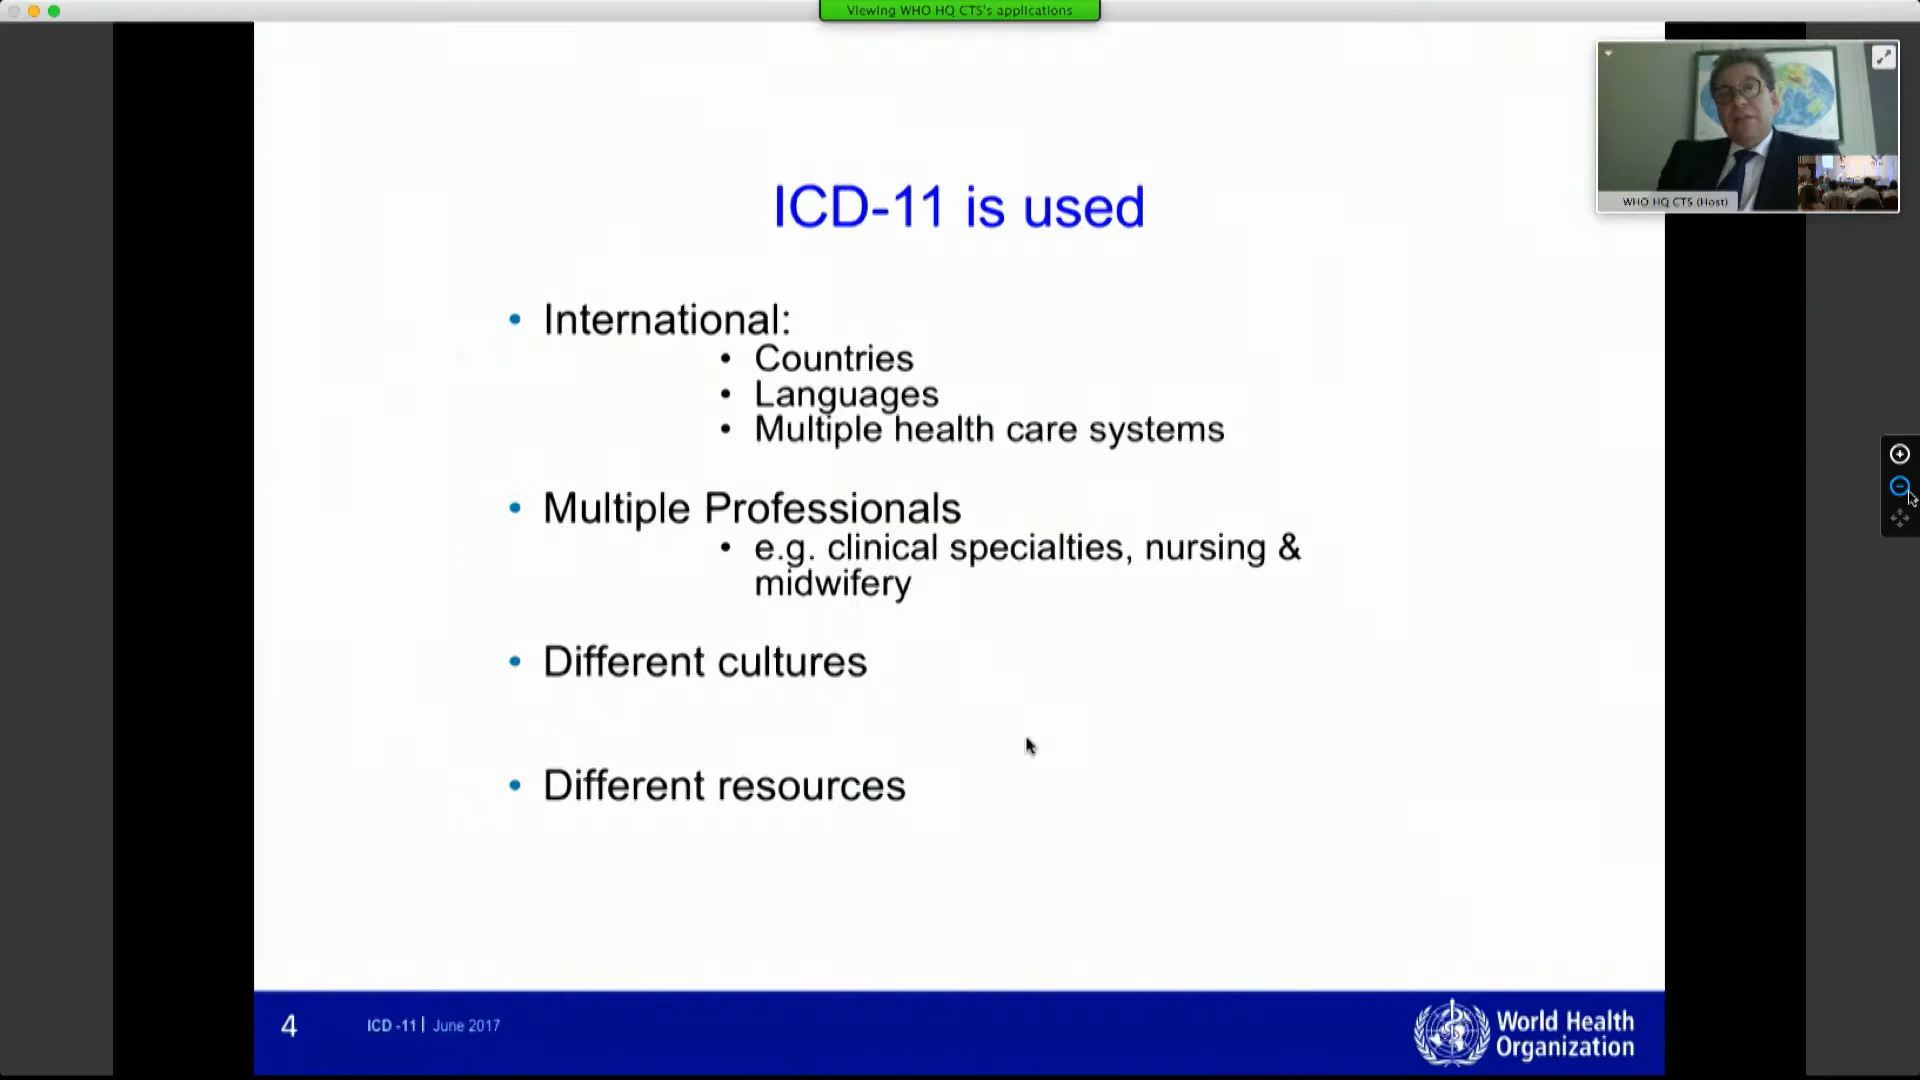 Viewing WHO HQ CTS's applications
WHO HQ CTS (Host)
ICD-11 is used
• International:
• Countries
• Languages
• Multiple health care systems
• Multiple Professionals
• e.g. clinical specialties, nursing &
midwifery
• Different cultures
• Different resources
4
ICD -11 | June 2017
World Health
Organization